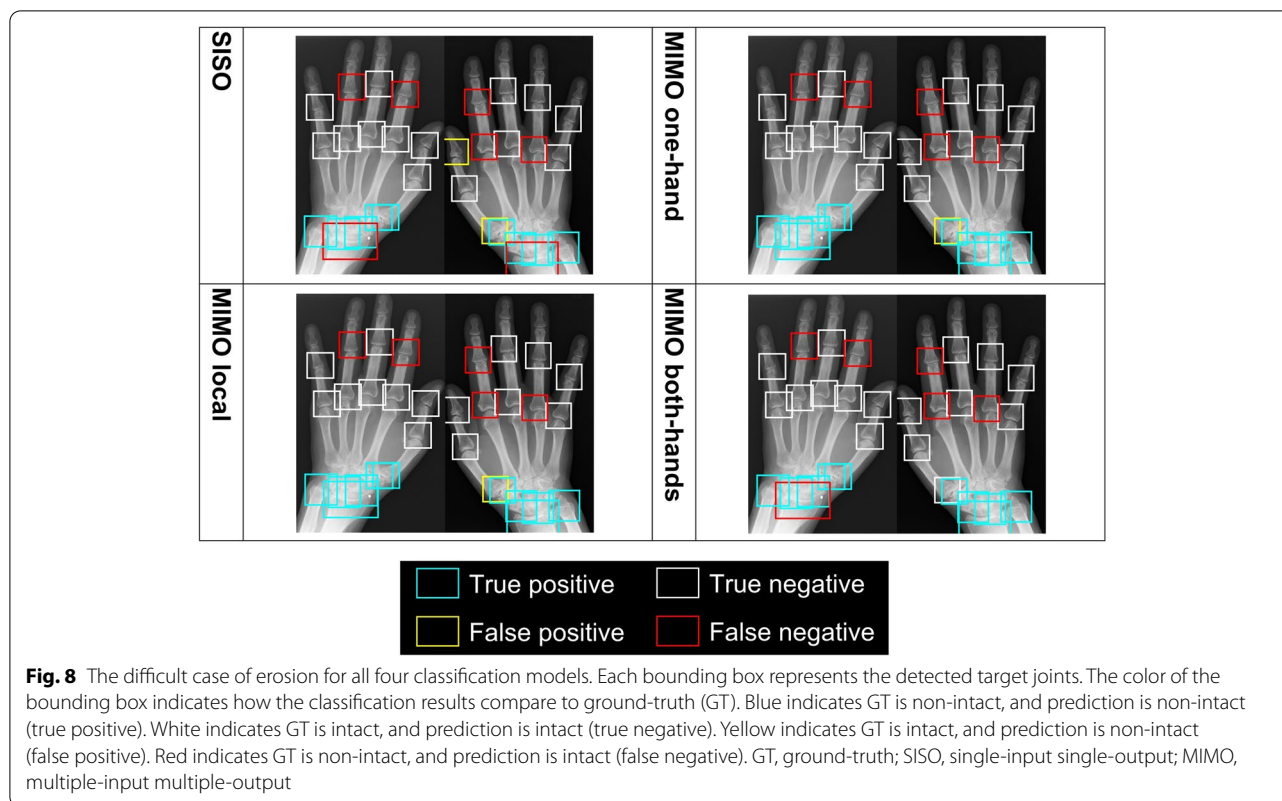 SISO
MIMO one-hand
MIMO local
MIMO both-hands
True positive
True negative
False positive
False negative
Fig. 8 The difficult case of erosion for all four classification models. Each bounding box represents the detected target joints. The color of the
bounding box indicates how the classification results compare to ground-truth (GT). Blue indicates GT is non-intact, and prediction is non-intact
(true positive). White indicates GT is intact, and prediction is intact (true negative). Yellow indicates GT is intact, and prediction is non-intact
(false positive). Red indicates GT is non-intact, and prediction is intact (false negative). GT, ground-truth; SISO, single-input single-output; MIMO,
multiple-input multiple-output